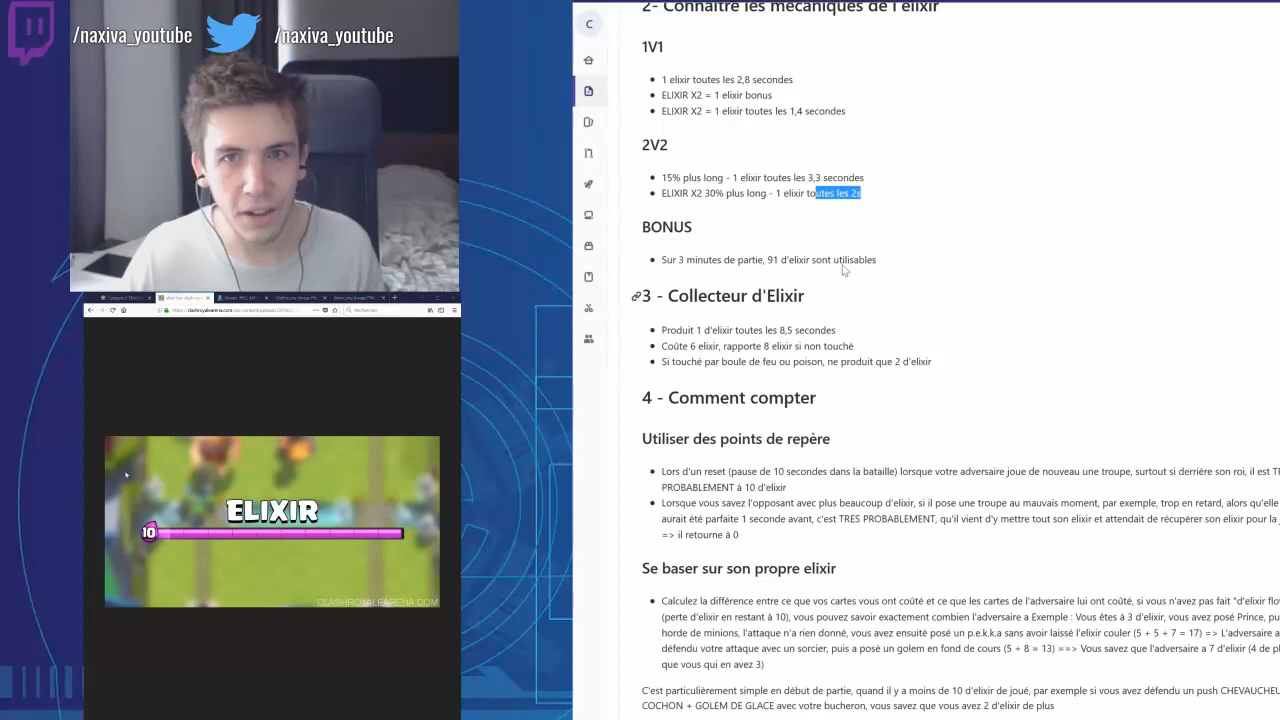 /naxiva_youtube
/naxiva_youtube
ELIXIR
10
CLASHROYALEARENA.COM
C
2- Connaître les mécaniques de l'élixir
1V1
1 elixir toutes les 2,8 secondes
ELIXIR X2 = 1 elixir bonus
ELIXIR X2 = 1 elixir toutes les 1,4 secondes
2V2
15% plus long - 1 elixir toutes les 3,3 secondes
ELIXIR X2 30% plus long - 1 elixir toutes les 2s
BONUS
Sur 3 minutes de partie, 91 d'elixir sont utilisables
3 - Collecteur d'Elixir
Produit 1 d'elixir toutes les 8,5 secondes
Coûte 6 elixir, rapporte 8 elixir si non touché
Si touché par boule de feu ou poison, ne produit que 2 d'elixir
4 - Comment compter
Utiliser des points de repère
Lors d'un reset (pause de 10 secondes dans la bataille) lorsque votre adversaire joue de nouveau une troupe, surtout si derrière son roi, il est TR
PROBABLEMENT à 10 d'elixir
Lorsque vous savez l'opposant avec plus beaucoup d'elixir, si il pose une troupe au mauvais moment, par exemple, trop en retard, alors qu'elle
aurait été parfaite 1 seconde avant, c'est TRES PROBABLEMENT, qu'il vient d'y mettre tout son elixir et attendait de récupérer son elixir pour la
=> il retourne à 0
Se baser sur son propre elixir
Calculez la différence entre ce que vos cartes vous ont coûté et ce que les cartes de l'adversaire lui ont coûté, si vous n'avez pas fait "d'elixir flo
(perte d'elixir en restant à 10), vous pouvez savoir exactement combien l'adversaire a Exemple : Vous êtes à 3 d'elixir, vous avez posé Prince, pu
horde de minions, l'attaque n'a rien donné, vous avez ensuité posé un p.e.k.k.a sans avoir laissé l'elixir couler (5 + 5 + 7 = 17) => L'adversaire a
défendu votre attaque avec un sorcier, puis a posé un golem en fond de cours (5 + 8 = 13) ==> Vous savez que l'adversaire a 7 d'elixir (4 de pl
que vous qui en avez 3)
C'est particulièrement simple en début de partie, quand il y a moins de 10 d'elixir de joué, par exemple si vous avez défendu un push CHEVAUCHEU
COCHON + GOLEM DE GLACE avec votre bucheron, vous savez que vous avez 2 d'elixir de plus